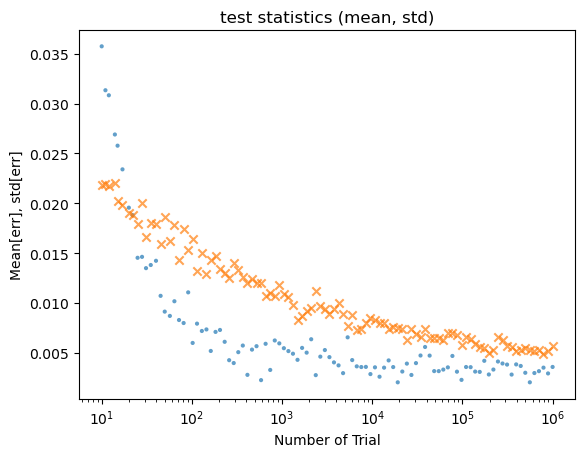 test statistics (mean, std)
Mean[err], std[err]
0.035
0.030
0.025
0.020
0.015
0.010
0.005
10¹ 10² 10³ 10⁴ 10⁵ 10⁶
Number of Trial